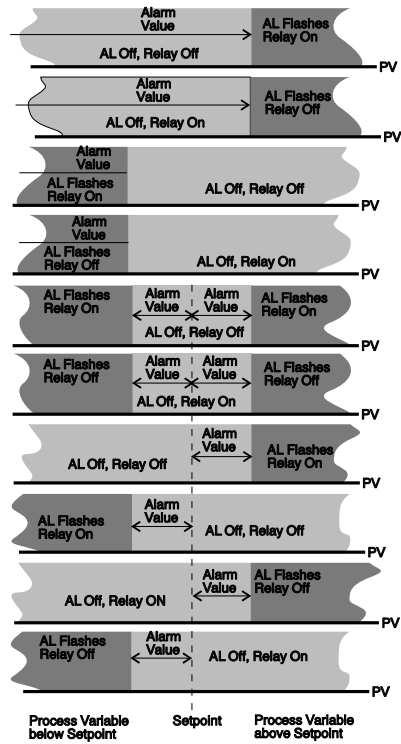 Alarm
Value
AL Flashes
Relay On
AL Off, Relay Off
PV
Alarm
Value
AL Flashes
Relay Off
AL Off, Relay On
PV
Alarm
Value
AL Flashes
Relay On
AL Off, Relay Off
PV
Alarm
Value
AL Flashes
Relay Off
AL Off, Relay On
PV
AL Flashes
Relay On
Alarm
Value
Alarm
Value
AL Flashes
Relay On
AL Off, Relay Off
PV
AL Flashes
Relay Off
Alarm
Value
Alarm
Value
AL Flashes
Relay Off
AL Off, Relay On
PV
AL Off, Relay Off
Alarm
Value
AL Flashes
Relay On
PV
AL Flashes
Relay On
Alarm
Value
AL Off, Relay Off
PV
AL Off, Relay ON
Alarm
Value
AL Flashes
Relay Off
PV
AL Flashes
Relay Off
Alarm
Value
AL Off, Relay On
PV
Process Variable
below Setpoint
Setpoint
Process Variable
above Setpoint